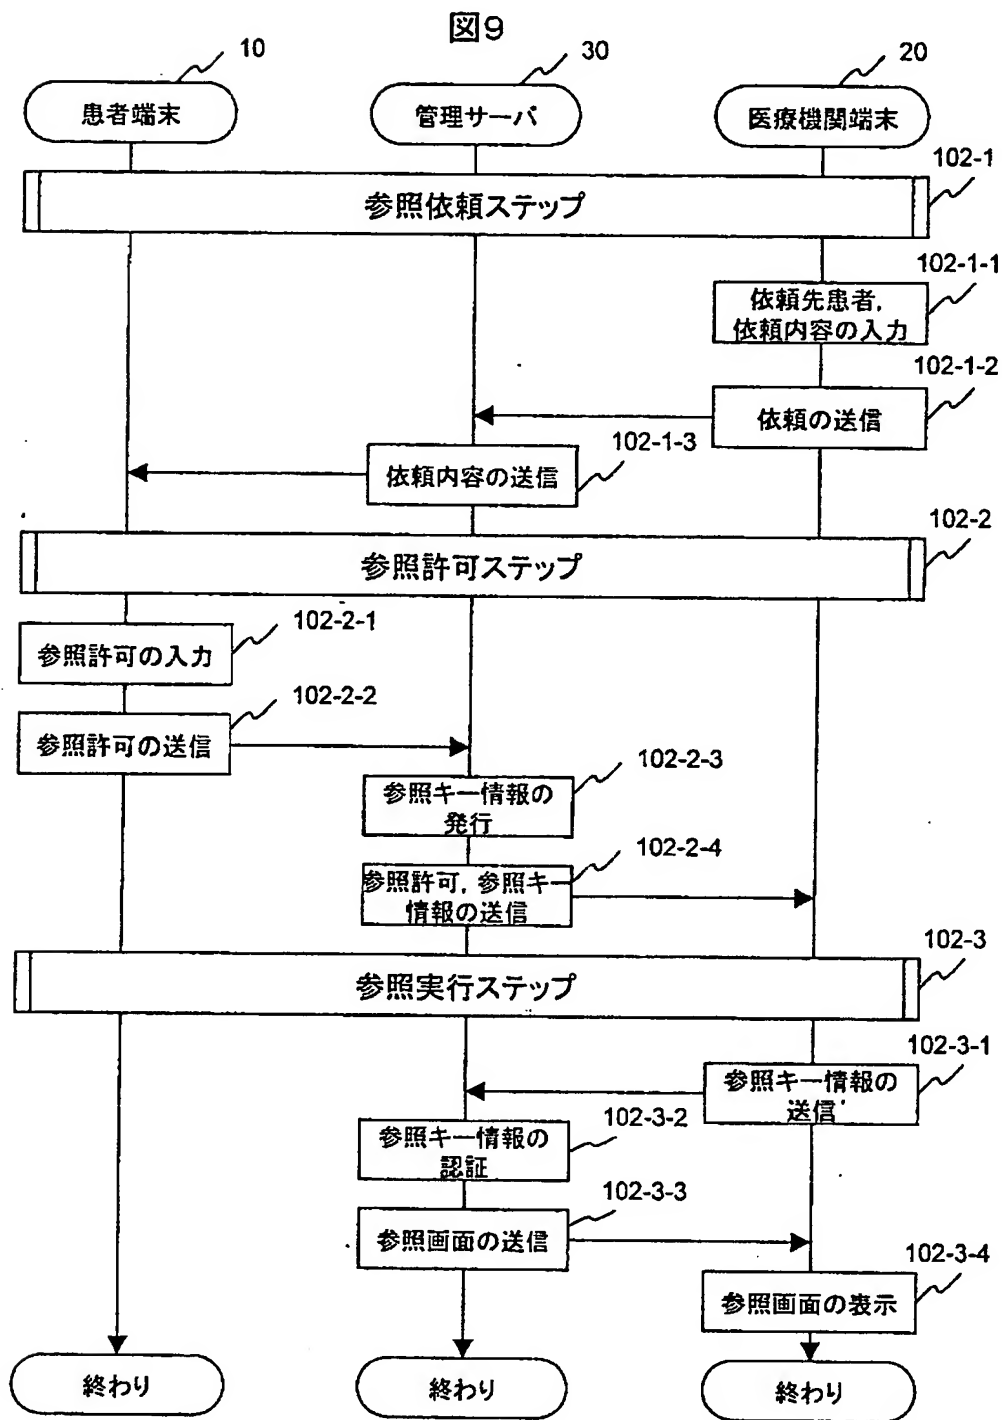 図9
10
30
20
患者端末
管理サーバ
医療機関端末
102-1
参照依頼ステップ
102-1-1
依頼先患者,
依頼内容の入力
102-1-2
依頼の送信
102-1-3
依頼内容の送信
102-2
参照許可ステップ
102-2-1
参照許可の入力
102-2-2
参照許可の送信
102-2-3
参照キー情報の
発行
102-2-4
参照許可, 参照キー
情報の送信
102-3
参照実行ステップ
102-3-1
参照キー情報の
送信
102-3-2
参照キー情報の
認証
102-3-3
参照画面の送信
102-3-4
参照画面の表示
終わり
終わり
終わり